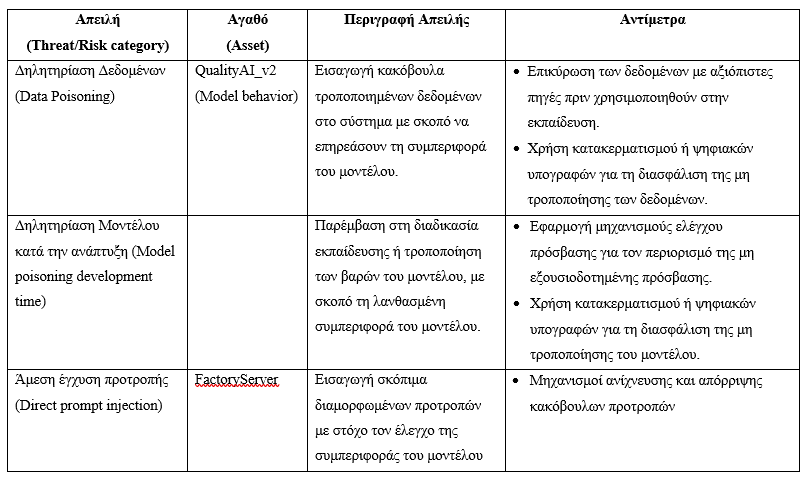 Απειλή
(Threat/Risk category)
Αγαθό
(Asset)
Περιγραφή Απειλής
Αντίμετρα
Δηλητηρίαση Δεδομένων
(Data Poisoning)
QualityAI_v2
(Model behavior)
Εισαγωγή κακόβουλα
τροποποιημένων δεδομένων
στο σύστημα με σκοπό να
επηρεάσουν τη συμπεριφορά
του μοντέλου.
• Επικύρωση των δεδομένων με αξιόπιστες
πηγές πριν χρησιμοποιηθούν στην
εκπαίδευση.
• Χρήση κατακερματισμού ή ψηφιακών
υπογραφών για τη διασφάλιση της μη
τροποποίησης των δεδομένων.
Δηλητηρίαση Μοντέλου
κατά την ανάπτυξη (Model
poisoning development
time)
Παρέμβαση στη διαδικασία
εκπαίδευσης ή τροποποίηση
των βαρών του μοντέλου, με
σκοπό τη λανθασμένη
συμπεριφορά του μοντέλου.
• Εφαρμογή μηχανισμούς ελέγχου
πρόσβασης για τον περιορισμό της μη
εξουσιοδοτημένης πρόσβασης.
• Χρήση κατακερματισμού ή ψηφιακών
υπογραφών για τη διασφάλιση της μη
τροποποίησης του μοντέλου.
Άμεση έγχυση προτροπής
(Direct prompt injection)
FactoryServer
Εισαγωγή σκόπιμα
διαμορφωμένων προτροπών
με στόχο τον έλεγχο της
συμπεριφοράς του μοντέλου
• Μηχανισμοί ανίχνευσης και απόρριψης
κακόβουλων προτροπών